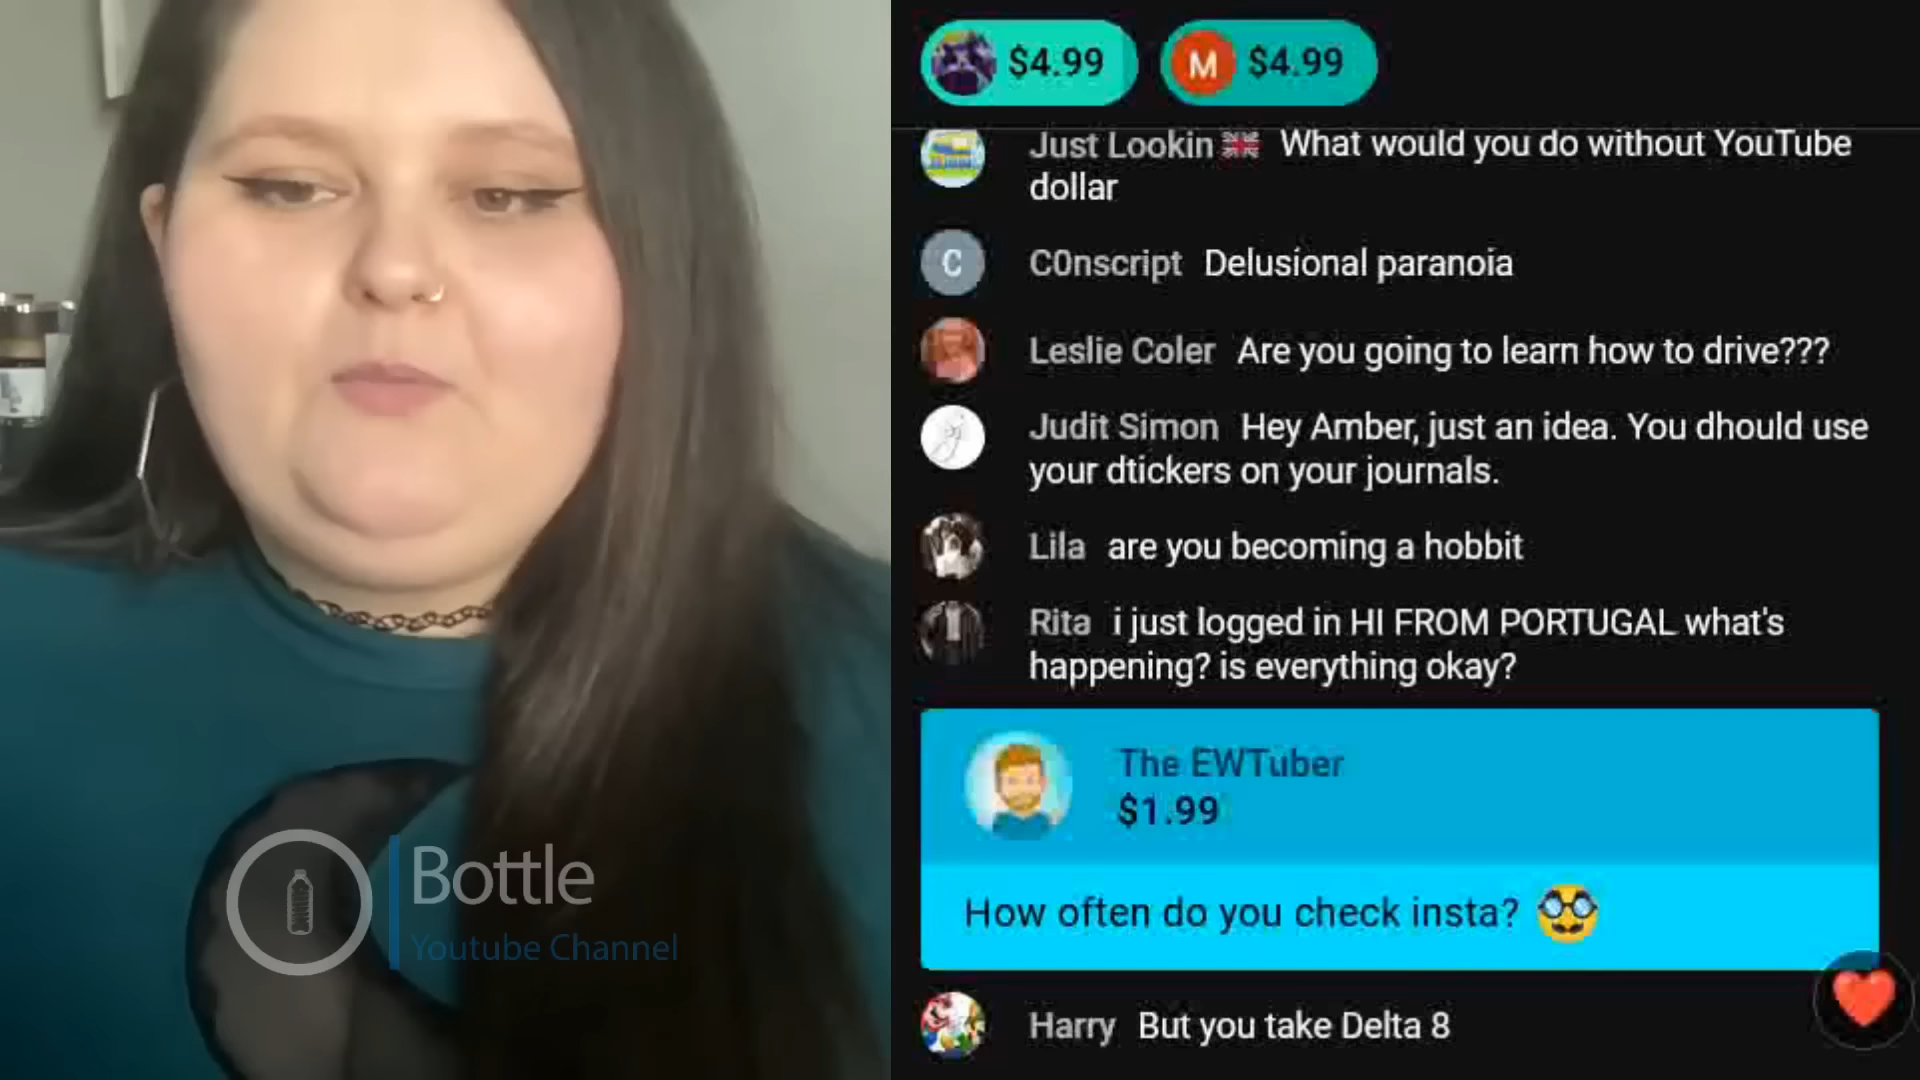 $4.99
M $4.99
Just Lookin 🇬🇧 What would you do without YouTube
dollar
C C0nscript Delusional paranoia
Leslie Coler Are you going to learn how to drive???
Judit Simon Hey Amber, just an idea. You dhould use
your dtickers on your journals.
Lila are you becoming a hobbit
Rita i just logged in HI FROM PORTUGAL what's
happening? is everything okay?
The EWTuber
$1.99
How often do you check insta? 🥸
Harry But you take Delta 8
Bottle
Youtube Channel